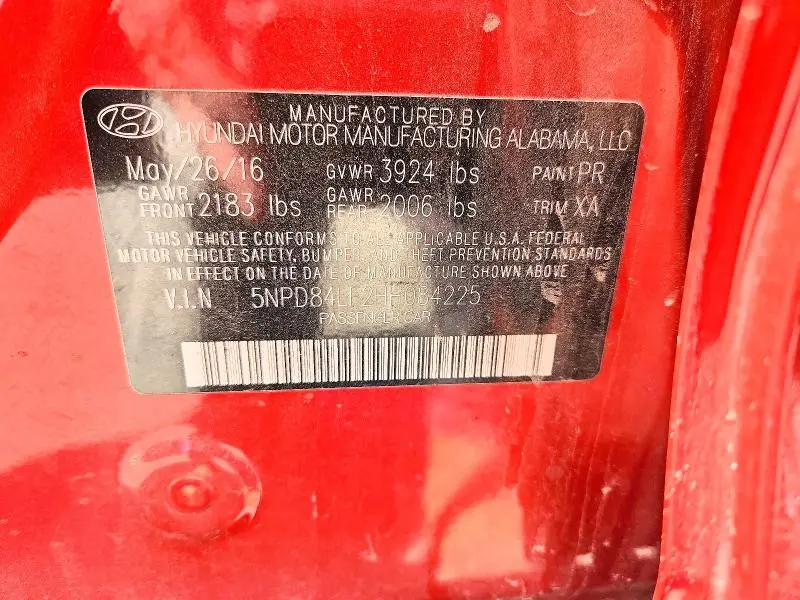 MANUFACTURED BY
HYUNDAI MOTOR MANUFACTURING ALABAMA, LLC
May/26/16 GVWR 3924 lbs PAINT PR
GAWR FRONT 2183 lbs GAWR REAR 2006 lbs TRIM XA
THIS VEHICLE CONFORMS TO ALL APPLICABLE U.S.A. FEDERAL
MOTOR VEHICLE SAFETY, BUMPER, AND THEFT PREVENTION STANDARDS
IN EFFECT ON THE DATE OF MANUFACTURE SHOWN ABOVE
V.I.N 5NPD84LF2HH084225
PASSENGER CAR